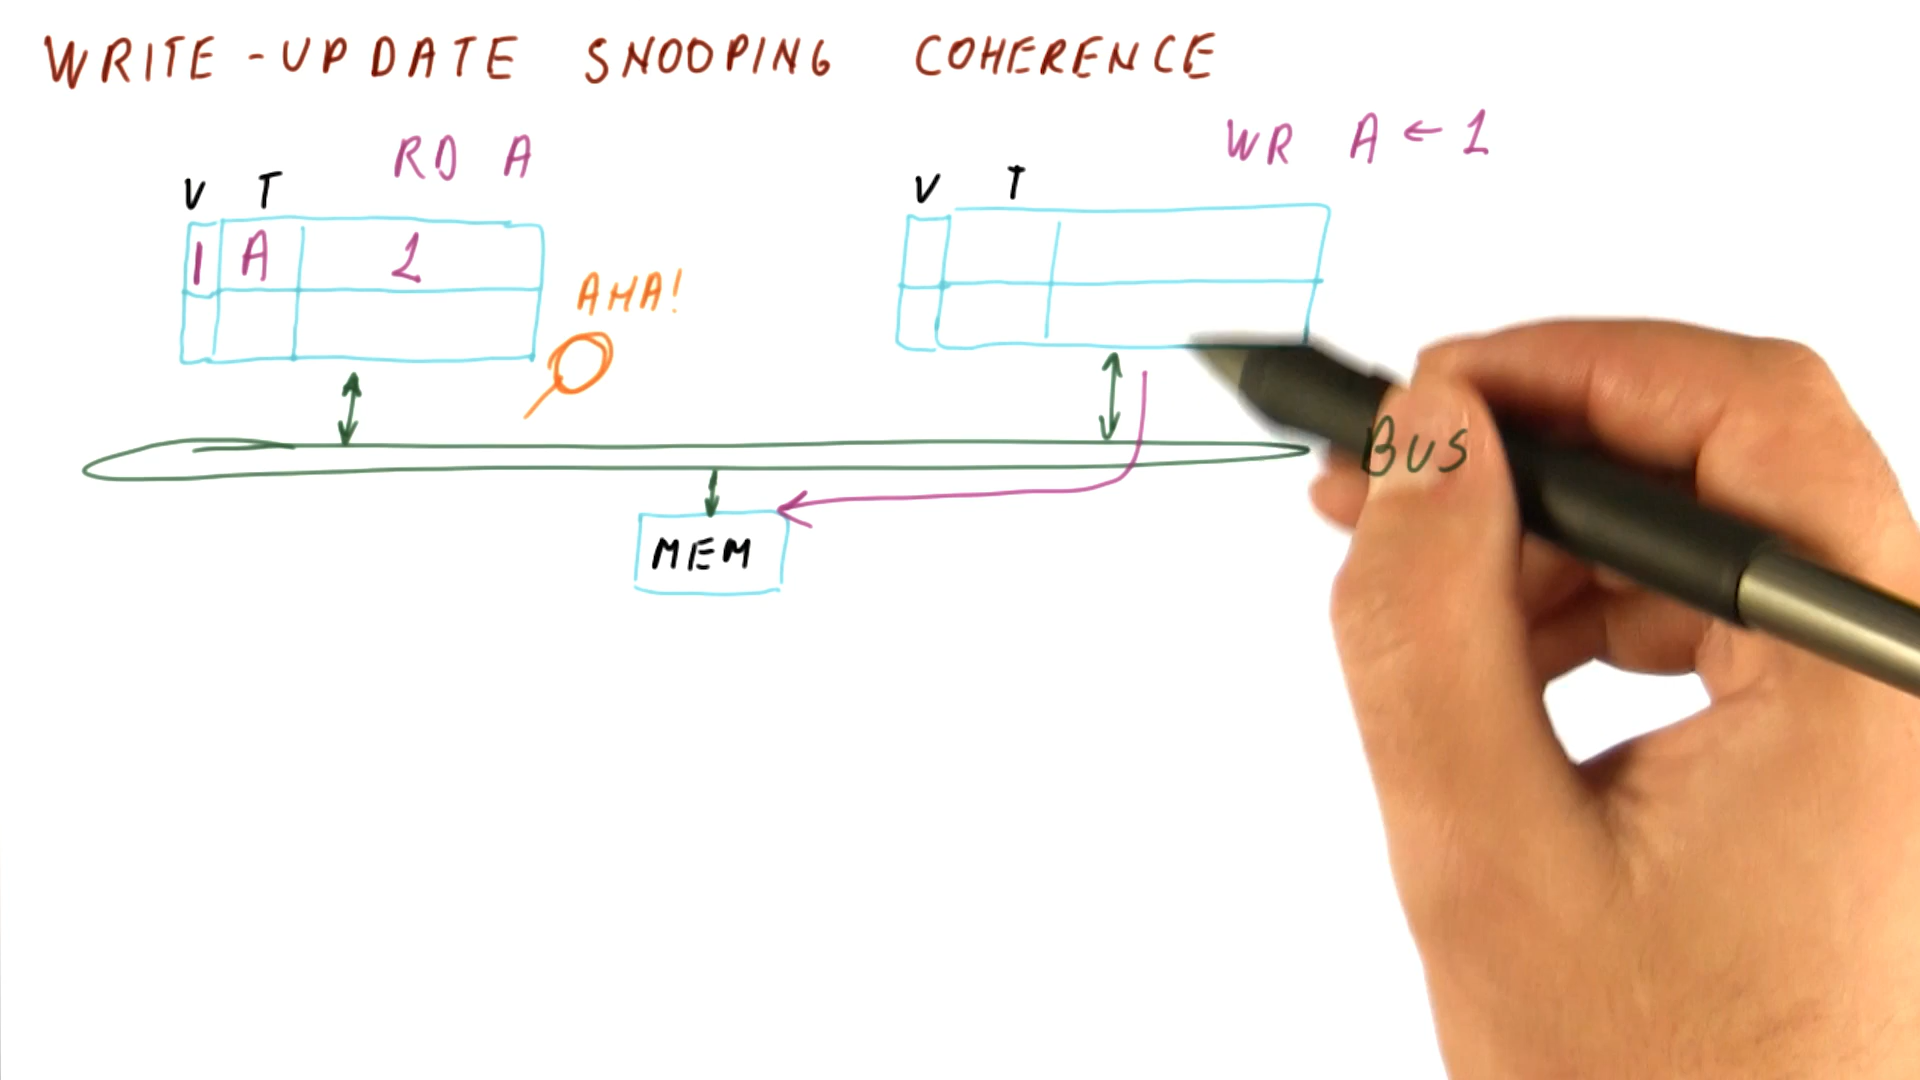 WRITE-UPDATE SNOOPING COHERENCE
RD A
WR A ← 1
V T
V T
1 A 1
AHA!
BUS
MEM